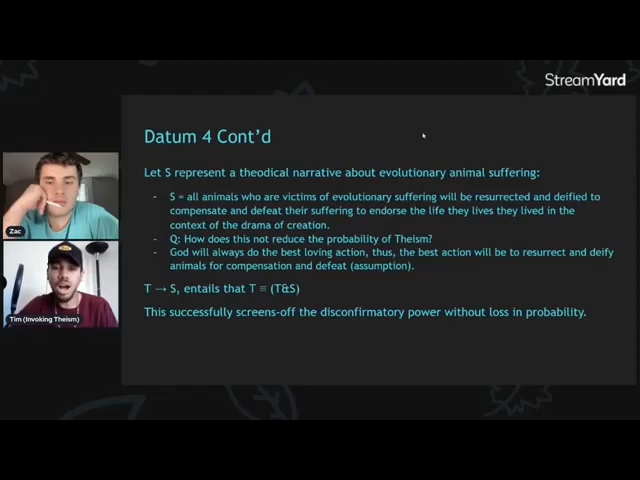 StreamYard
Datum 4 Cont'd
Let S represent a theodical narrative about evolutionary animal suffering:
- S = all animals who are victims of evolutionary suffering will be resurrected and deified to
compensate and defeat their suffering to endorse the life they lives they lived in the
context of the drama of creation.
- Q: How does this not reduce the probability of Theism?
- God will always do the best loving action, thus, the best action will be to resurrect and deify
animals for compensation and defeat (assumption).
T → S, entails that T ≡ (T&S)
This successfully screens-off the disconfirmatory power without loss in probability.
Zac
Tim (Invoking Theism)